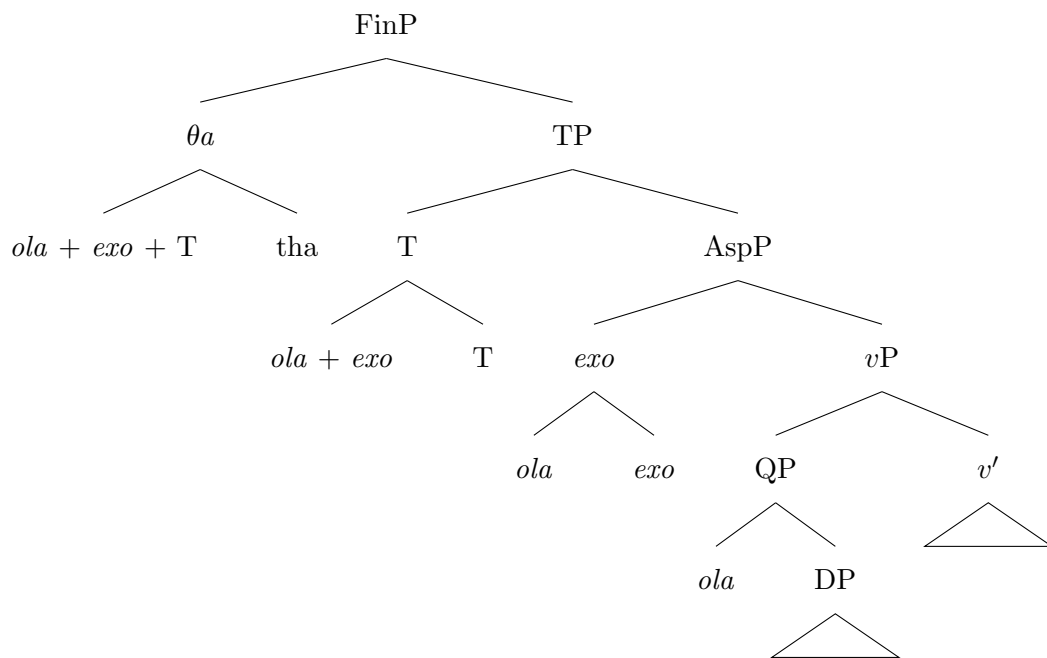 FinP
θa TP
ola + exo + T tha T AspP
ola + exo T exo vP
ola exo QP v′
ola DP